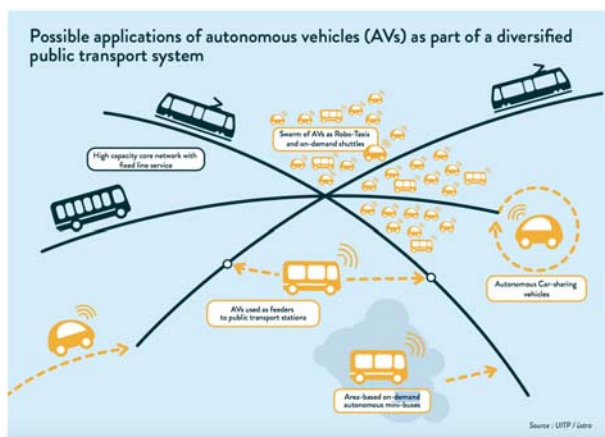 Possible applications of autonomous vehicles (AVs) as part of a diversified
public transport system
Swarm of AVs as Robo-Taxis
and on-demand shuttles
High capacity core network with
fixed line service
Autonomous Car-sharing
vehicles
AVs used as feeders
to public transport stations
Area-based on-demand
autonomous mini-buses
Source : UITP / üstra